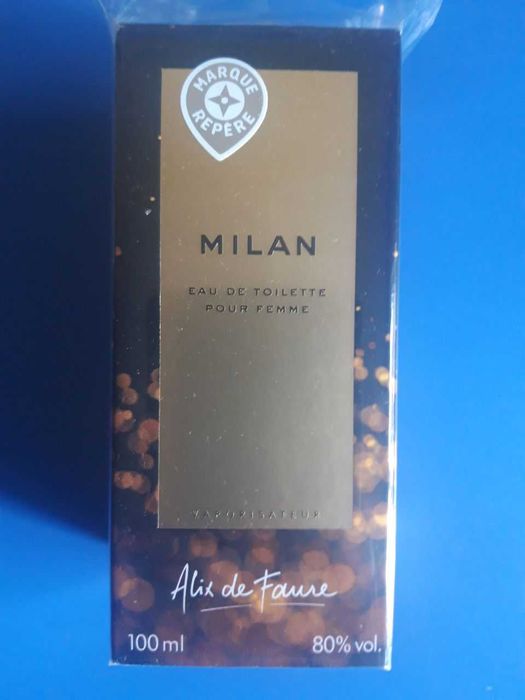 MARQUE
REPÈRE
MILAN
EAU DE TOILETTE
POUR FEMME
VAPORISATEUR
Alix de Faure
100 ml
80% vol.